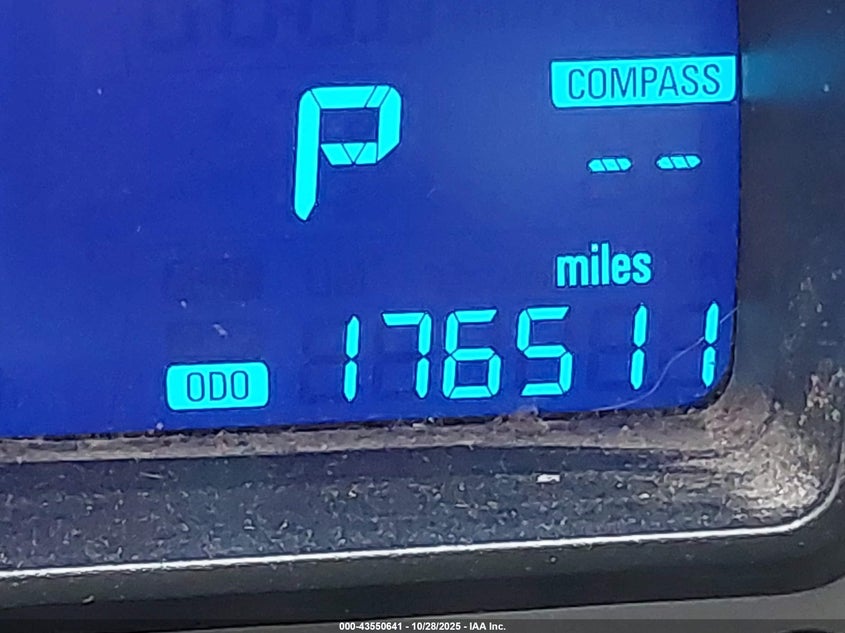 P
COMPASS
-- --
miles
ODO 176511
000-43550641 - 10/28/2025 - IAA Inc.